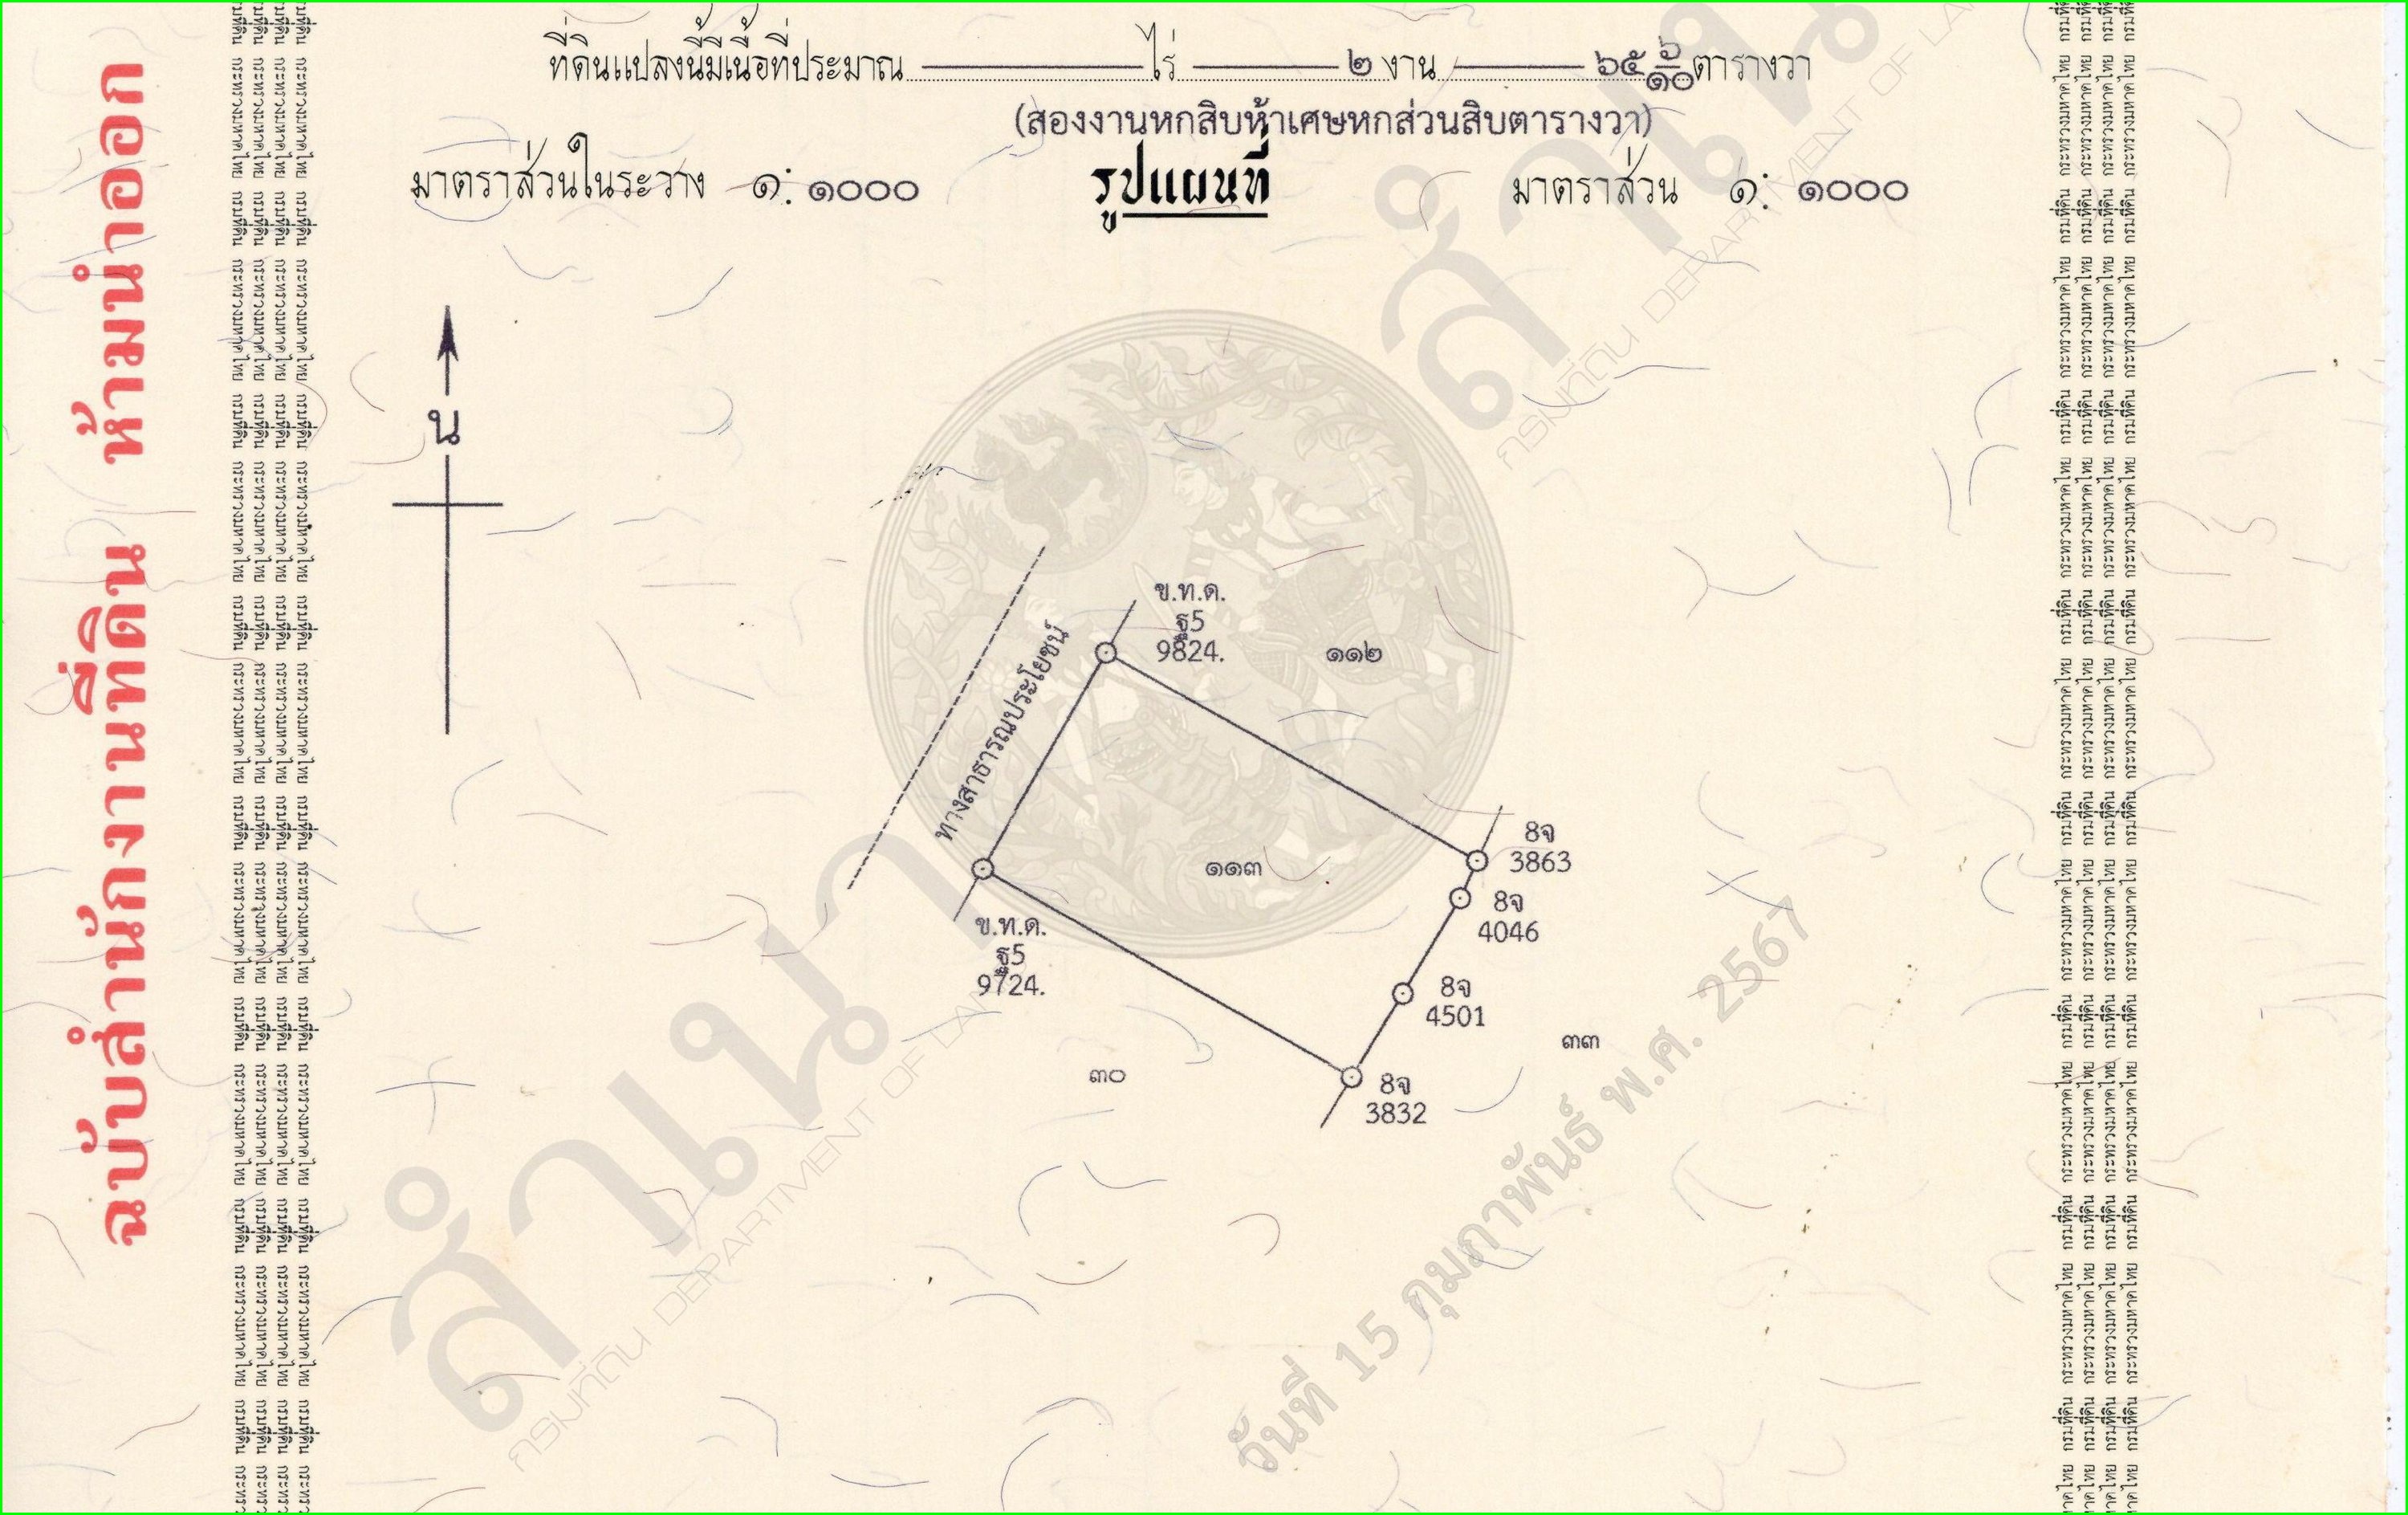 ที่ดินแปลงนี้มีเนื้อที่ประมาณ ไร่ ๒ งาน ๖๕ ๖/๑๐ ตารางวา
(สองงานหกสิบห้าเศษหกส่วนสิบตารางวา)
มาตราส่วนในระวาง ๑: ๑๐๐๐
รูปแผนที่
มาตราส่วน ๑: ๑๐๐๐
น
ข.ท.ด.
ฐ5
9824.
๑๑๒
ทางสาธารณประโยชน์
8จ
3863
๑๑๓
8จ
4046
ข.ท.ด.
ฐ5
9724.
8จ
4501
๓๓
๓๐
8จ
3832
ฉบับสำนักงานที่ดิน ห้ามนำออก
สำเนา
กรมที่ดิน DEPARTMENT OF LAN
สำเนา
กรมที่ดิน DEPARTMENT OF LAN
วันที่ 15 กุมภาพันธ์ พ.ศ. 2567
กรมที่ดิน กระทรวงมหาดไทย